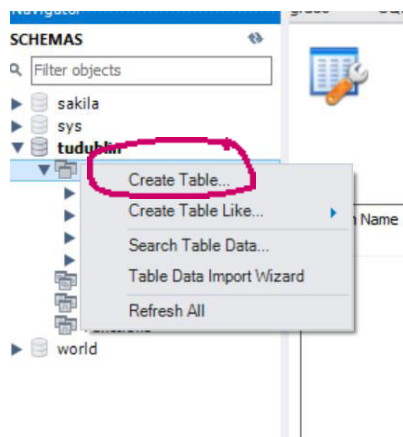 Navigator
SCHEMAS
Filter objects
sakila
sys
tudublin
Create Table...
Create Table Like...
Search Table Data...
Table Data Import Wizard
Refresh All
world
Name